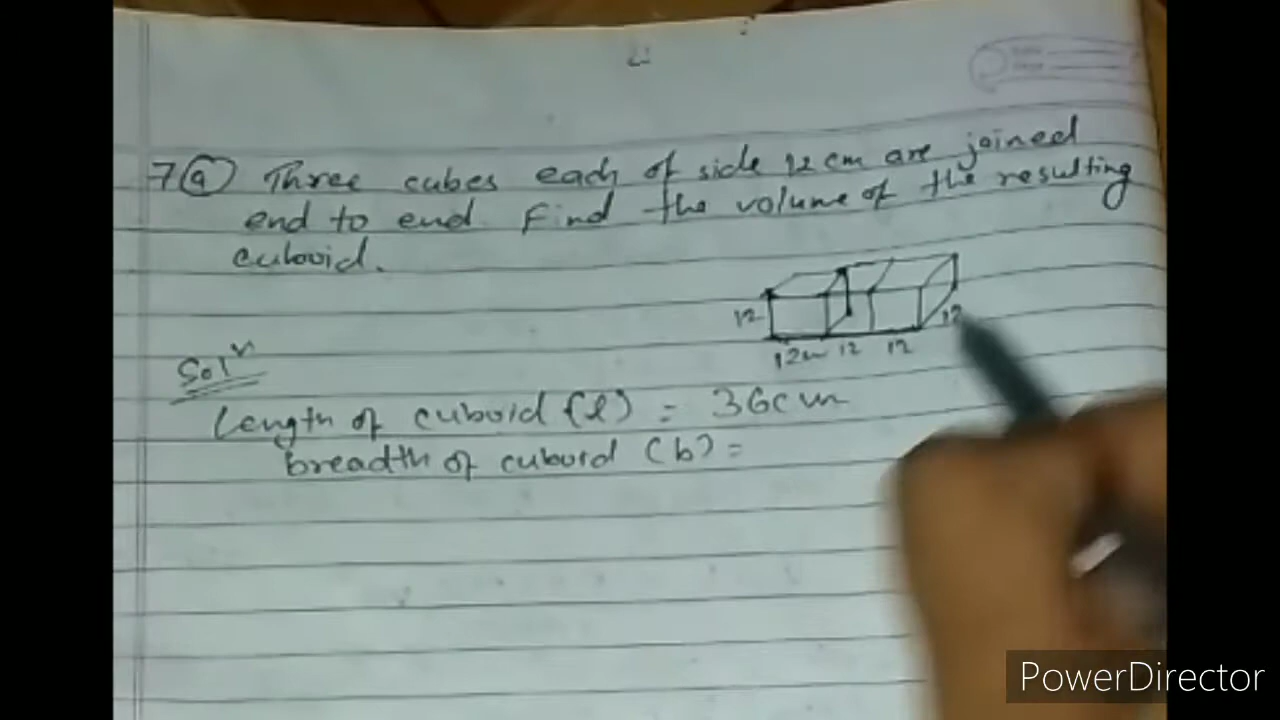 7(a) Three cubes each of side 12 cm are joined
end to end. Find the volume of the resulting
cuboid.
12
12
12cm 12 12
Solⁿ
Length of cuboid (l) = 36cm
breadth of cuboid (b) =
PowerDirector